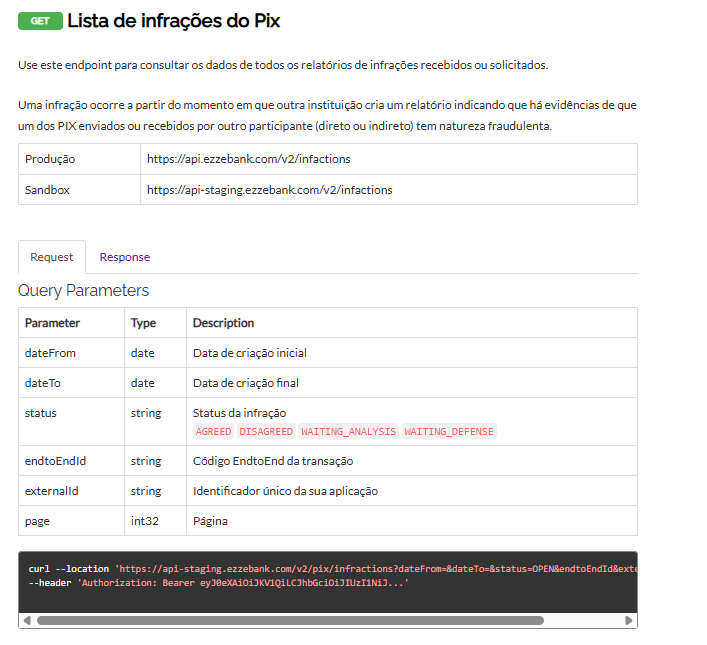 GET Lista de infrações do Pix
Use este endpoint para consultar os dados de todos os relatórios de infrações recebidos ou solicitados.
Uma infração ocorre a partir do momento em que outra instituição cria um relatório indicando que há evidências de que
um dos PIX enviados ou recebidos por outro participante (direto ou indireto) tem natureza fraudulenta.
Produção https://api.ezzebank.com/v2/infactions
Sandbox https://api-staging.ezzebank.com/v2/infactions
Request Response
Query Parameters
Parameter Type Description
dateFrom date Data de criação inicial
dateTo date Data de criação final
status string Status da infração
AGREED DISAGREED WAITING_ANALYSIS WAITING_DEFENSE
endtoEndId string Código EndtoEnd da transação
externalId string Identificador único da sua aplicação
page int32 Página
curl --location 'https://api-staging.ezzebank.com/v2/pix/infractions?dateFrom=&dateTo=&status=OPEN&endtoEndId&exte
--header 'Authorization: Bearer eyJ0eXAiOiJKV1QiLCJhbGciOiJIUzI1NiJ...'